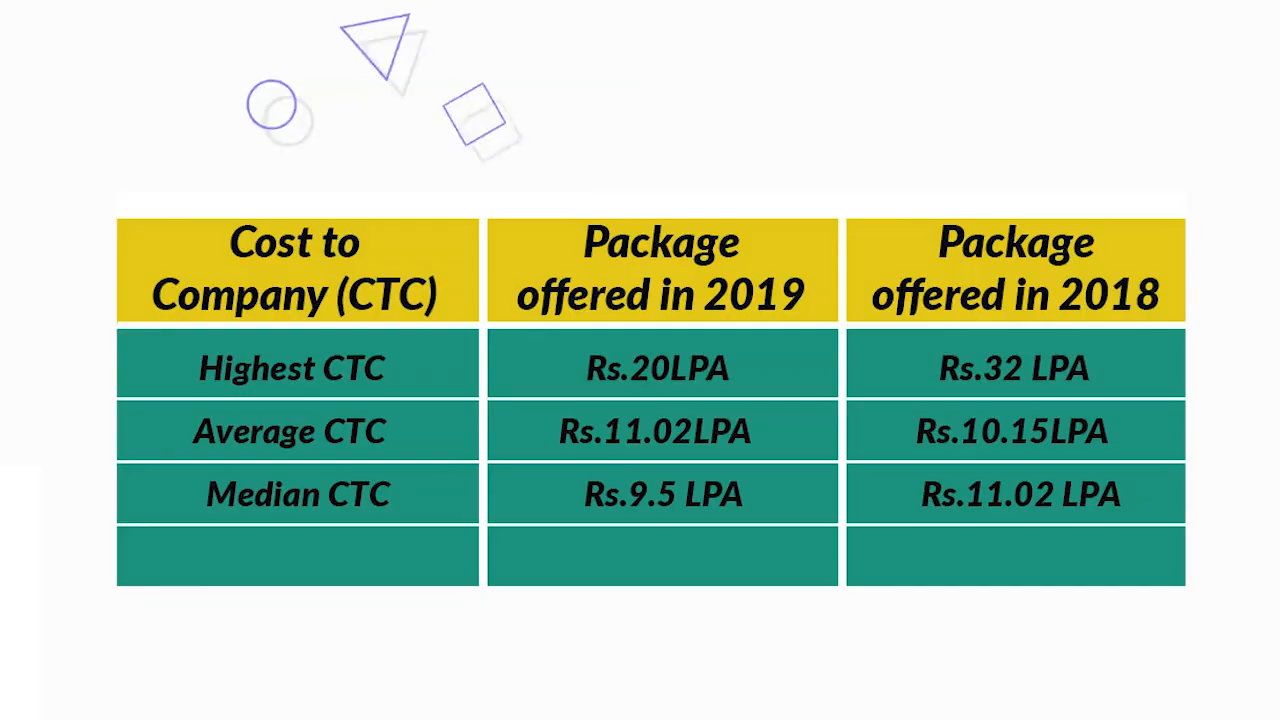 Cost to
Company (CTC)
Package
offered in 2019
Package
offered in 2018
Highest CTC
Rs.20LPA
Rs.32 LPA
Average CTC
Rs.11.02LPA
Rs.10.15LPA
Median CTC
Rs.9.5 LPA
Rs.11.02 LPA